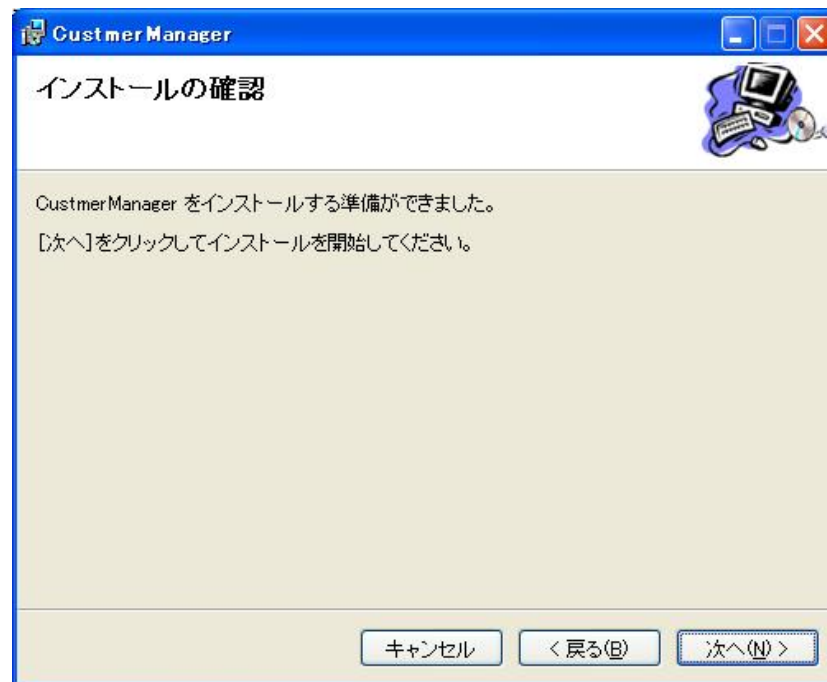 CustmerManager
インストールの確認
CustmerManager をインストールする準備ができました。
[次へ]をクリックしてインストールを開始してください。
キャンセル
< 戻る(B)
次へ(N) >